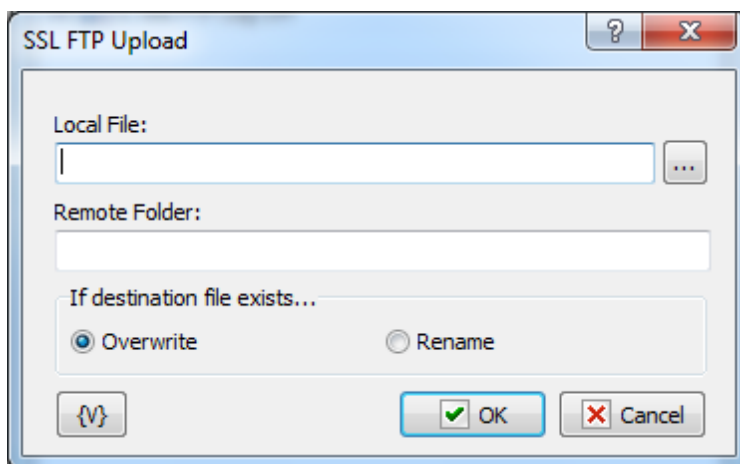 SSL FTP Upload
?
Local File:
...
Remote Folder:
If destination file exists...
Overwrite
Rename
{V}
OK
Cancel